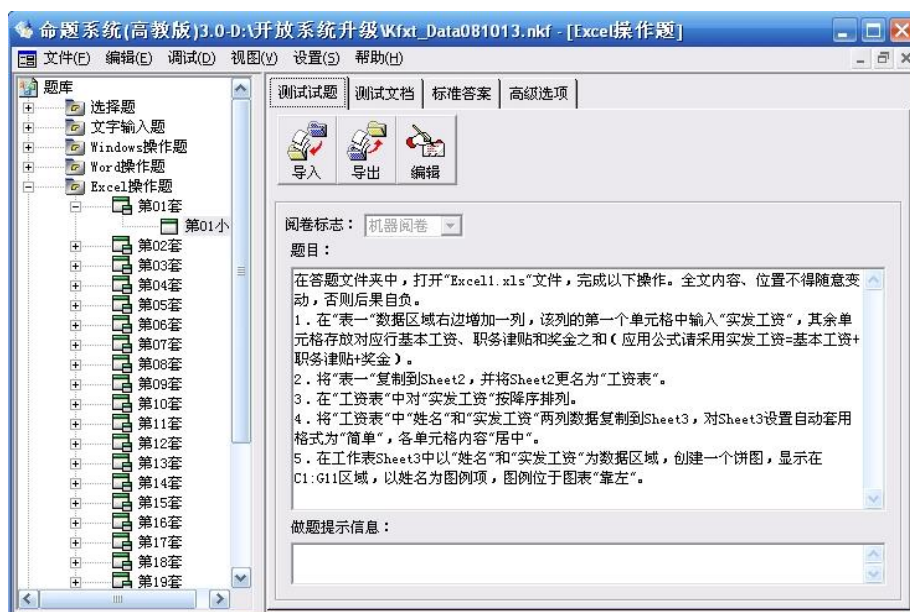 命题系统(高教版)3.0-D:\开放系统升级\Kfxt_Data081013.nkf - [Excel操作题]
文件(F) 编辑(E) 调试(D) 视图(V) 设置(S) 帮助(H)
题库
选择题
文字输入题
Windows操作题
Word操作题
Excel操作题
第01套
第01小
第02套
第03套
第04套
第05套
第06套
第07套
第08套
第09套
第10套
第11套
第12套
第13套
第14套
第15套
第16套
第17套
第18套
第19套
测试试题 测试文档 标准答案 高级选项
导入 导出 编辑
阅卷标志： 机器阅卷
题目：
在答题文件夹中，打开"Excel1.xls"文件，完成以下操作。全文内容、位置不得随意变
动，否则后果自负。
1．在"表一"数据区域右边增加一列，该列的第一个单元格中输入"实发工资"，其余单
元格存放对应行基本工资、职务津贴和奖金之和(应用公式请采用实发工资=基本工资+
职务津贴+奖金)。
2．将"表一"复制到Sheet2，并将Sheet2更名为"工资表"。
3．在"工资表"中对"实发工资"按降序排列。
4．将"工资表"中"姓名"和"实发工资"两列数据复制到Sheet3，对Sheet3设置自动套用
格式为"简单"，各单元格内容"居中"。
5．在工作表Sheet3中以"姓名"和"实发工资"为数据区域，创建一个饼图，显示在
C1:G11区域，以姓名为图例项，图例位于图表"靠左"。
做题提示信息：